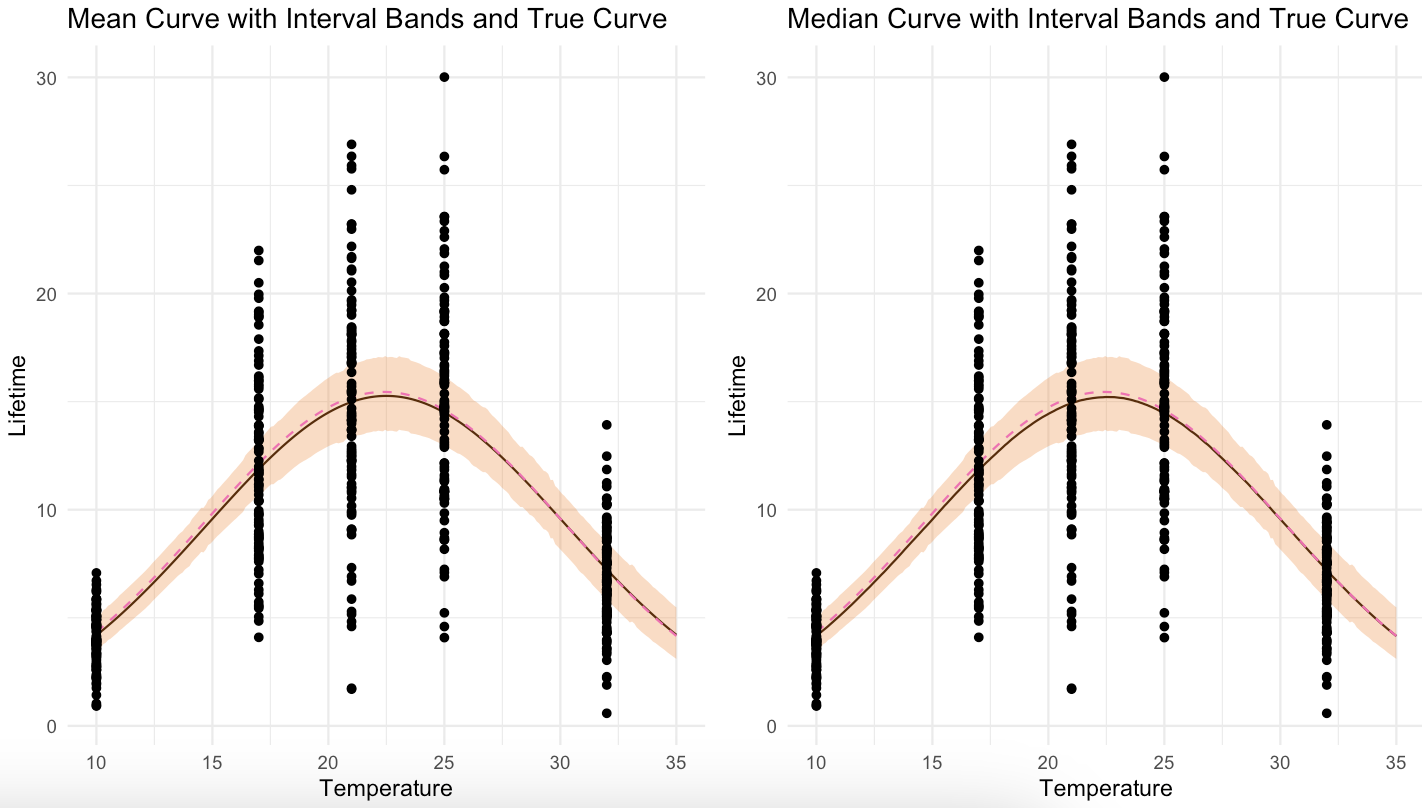 Mean Curve with Interval Bands and True Curve
30
20
10
0
Lifetime
10 15 20 25 30 35
Temperature
Median Curve with Interval Bands and True Curve
30
20
10
0
Lifetime
10 15 20 25 30 35
Temperature